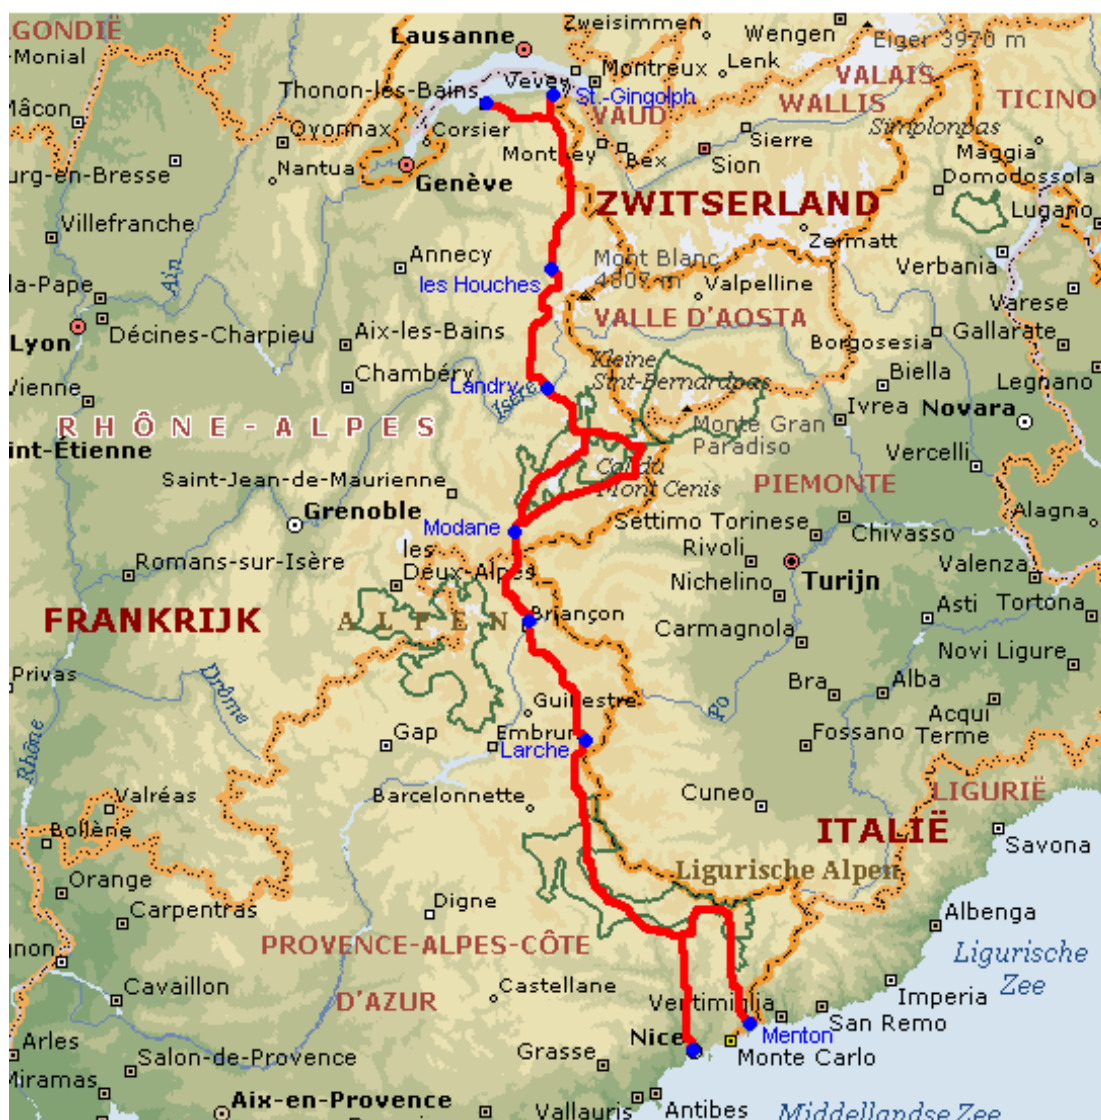 GONDIË
-Monial
Lausanne
Zweisimmen
Wengen
Eiger 3970 m
Thonon-les-Bains
Vevey
Montreux
Lenk
VALAIS
WALLIS
TICINO
Mâcon
St.-Gingolph
VAUD
Simplonpas
Oyonnax
Corsier
Sierre
Maggia
urg-en-Bresse
Nantua
Genève
Monthey
Bex
Sion
Domodossola
ZWITSERLAND
Lugano
Villefranche
Ain
Annecy
Zermatt
Mont Blanc
4807 m
Verbania
la-Pape
les Houches
Valpelline
Varese
Lyon
Décines-Charpieu
Aix-les-Bains
VALLE D'AOSTA
Borgosesia
Gallarate
Vienne
Chambéry
Landry
Isère
Kleine
Sint-Bernardpas
Biella
Legnano
RHÔNE-ALPES
Ivrea
Novara
int-Étienne
Monte Gran
Paradiso
Vercelli
Saint-Jean-de-Maurienne
Col du
Mont Cenis
PIEMONTE
Grenoble
Modane
Settimo Torinese
Chivasso
Alagna
Romans-sur-Isère
les
Deux-Alpes
Rivoli
Nichelino
Turijn
Valenza
FRANKRIJK
ALPEN
Briançon
Carmagnola
Asti
Tortona
Privas
Drôme
Novi Ligure
Rhône
Guillestre
Po
Bra
Alba
Gap
Embrun
Larche
Fossano
Acqui
Terme
Valréas
Barcelonnette
Cuneo
LIGURIË
Bollène
ITALIË
Savona
Orange
Ligurische Alpen
Carpentras
Digne
Albenga
gnon
PROVENCE-ALPES-CÔTE
D'AZUR
Ligurische
Zee
Cavaillon
Castellane
Ventimiglia
Imperia
San Remo
Arles
Nice
Menton
Monte Carlo
Salon-de-Provence
Grasse
Miramas
Aix-en-Provence
Vallauris
Antibes
Middellandse Zee